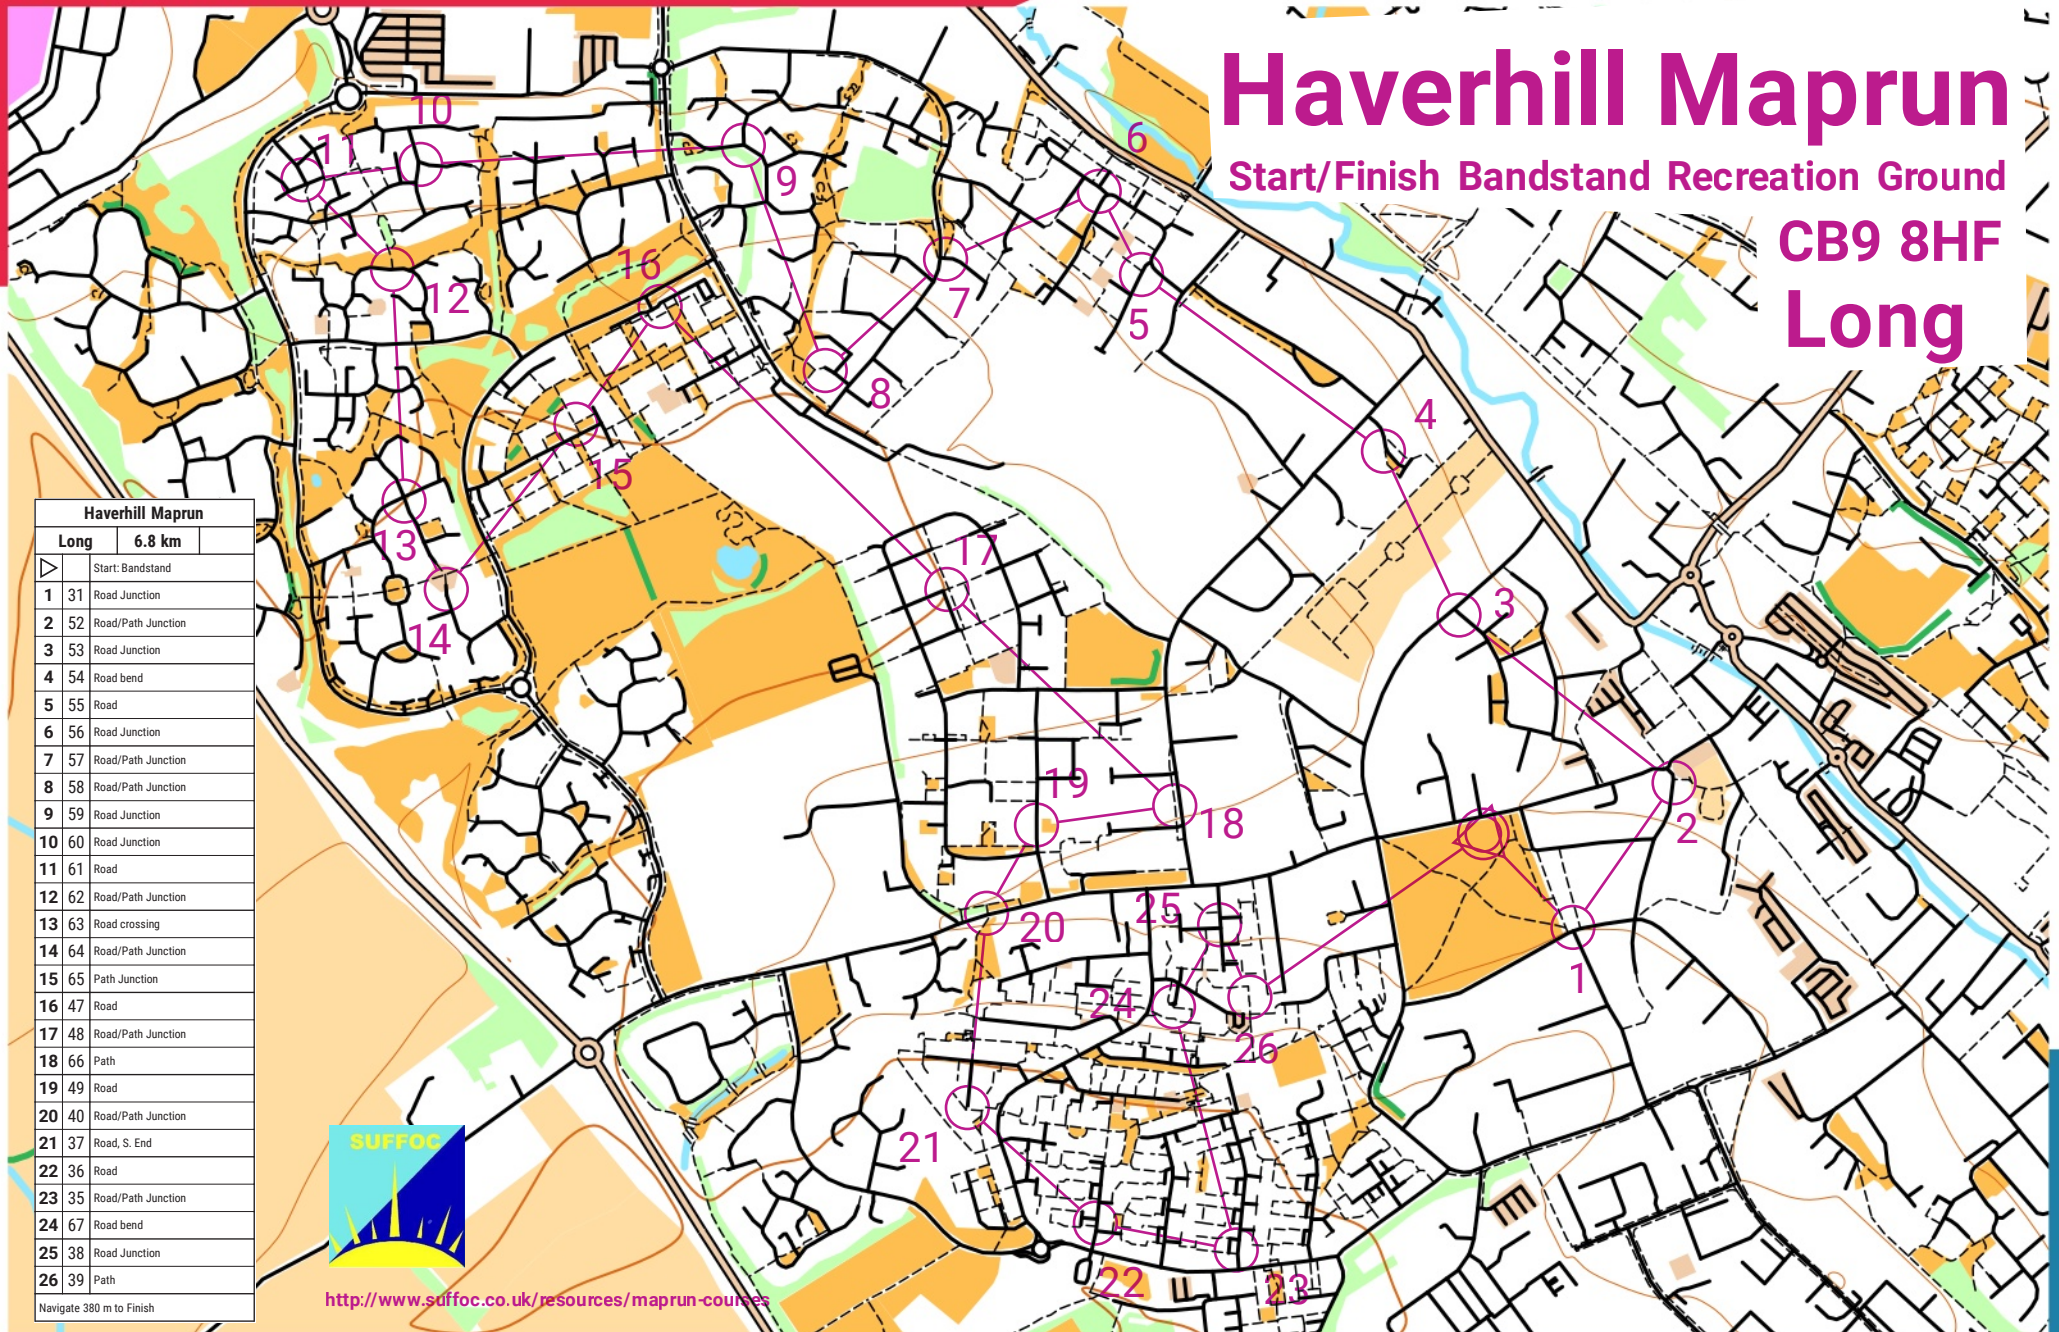 Haverhill Maprun
Start/Finish Bandstand Recreation Ground
CB9 8HF
Long
10
6
11
9
16
12
7
5
8
4
15
13
17
3
14
19
18
2
25
20
1
24
26
21
22
23
Haverhill Maprun
Long 6.8 km
Start: Bandstand
1 31 Road Junction
2 52 Road/Path Junction
3 53 Road Junction
4 54 Road bend
5 55 Road
6 56 Road Junction
7 57 Road/Path Junction
8 58 Road/Path Junction
9 59 Road Junction
10 60 Road Junction
11 61 Road
12 62 Road/Path Junction
13 63 Road crossing
14 64 Road/Path Junction
15 65 Path Junction
16 47 Road
17 48 Road/Path Junction
18 66 Path
19 49 Road
20 40 Road/Path Junction
21 37 Road, S. End
22 36 Road
23 35 Road/Path Junction
24 67 Road bend
25 38 Road Junction
26 39 Path
Navigate 380 m to Finish
SUFFOC
http://www.suffoc.co.uk/resources/maprun-courses